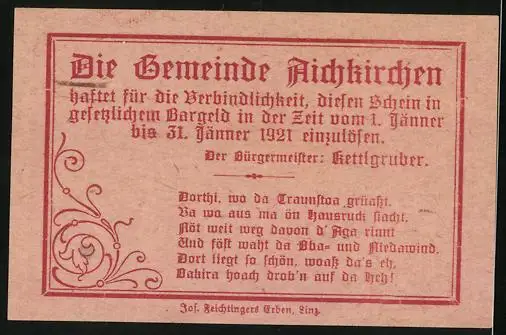 Die Gemeinde Aichkirchen
haftet für die Verbindlichkeit, diesen Schein in
gesetzlichem Bargeld in der Zeit vom 1. Jänner
bis 31. Jänner 1921 einzulösen.
Der Bürgermeister: Kettlgruber.
Dorthi, wo da Traunstoa grüaßt.
Va wo aus ma ön Hausruck siacht.
Nöt weit weg davon d'Aga rinnt
Und föst waht da Oba- und Niedawind.
Dort liegt so schön, woaß da's eh,
Dahira hoach drob'n auf da Heh!
Jos. Feichtingers Erben, Linz.